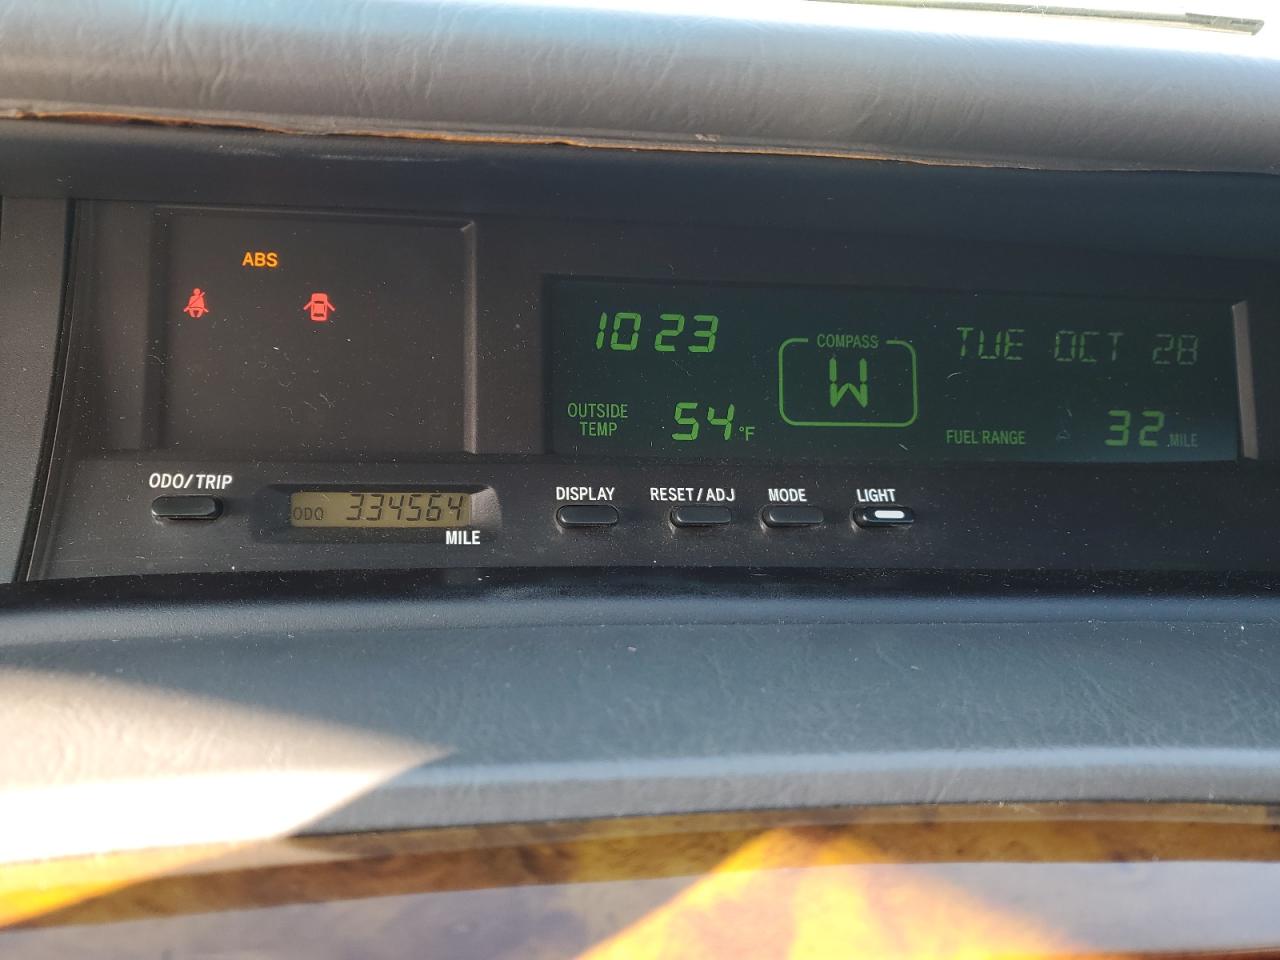 ABS
10 23
COMPASS
W
TUE OCT 28
OUTSIDE
TEMP
54 °F
FUEL RANGE
32 MILE
ODO/TRIP
ODO 334564
MILE
DISPLAY
RESET/ADJ
MODE
LIGHT